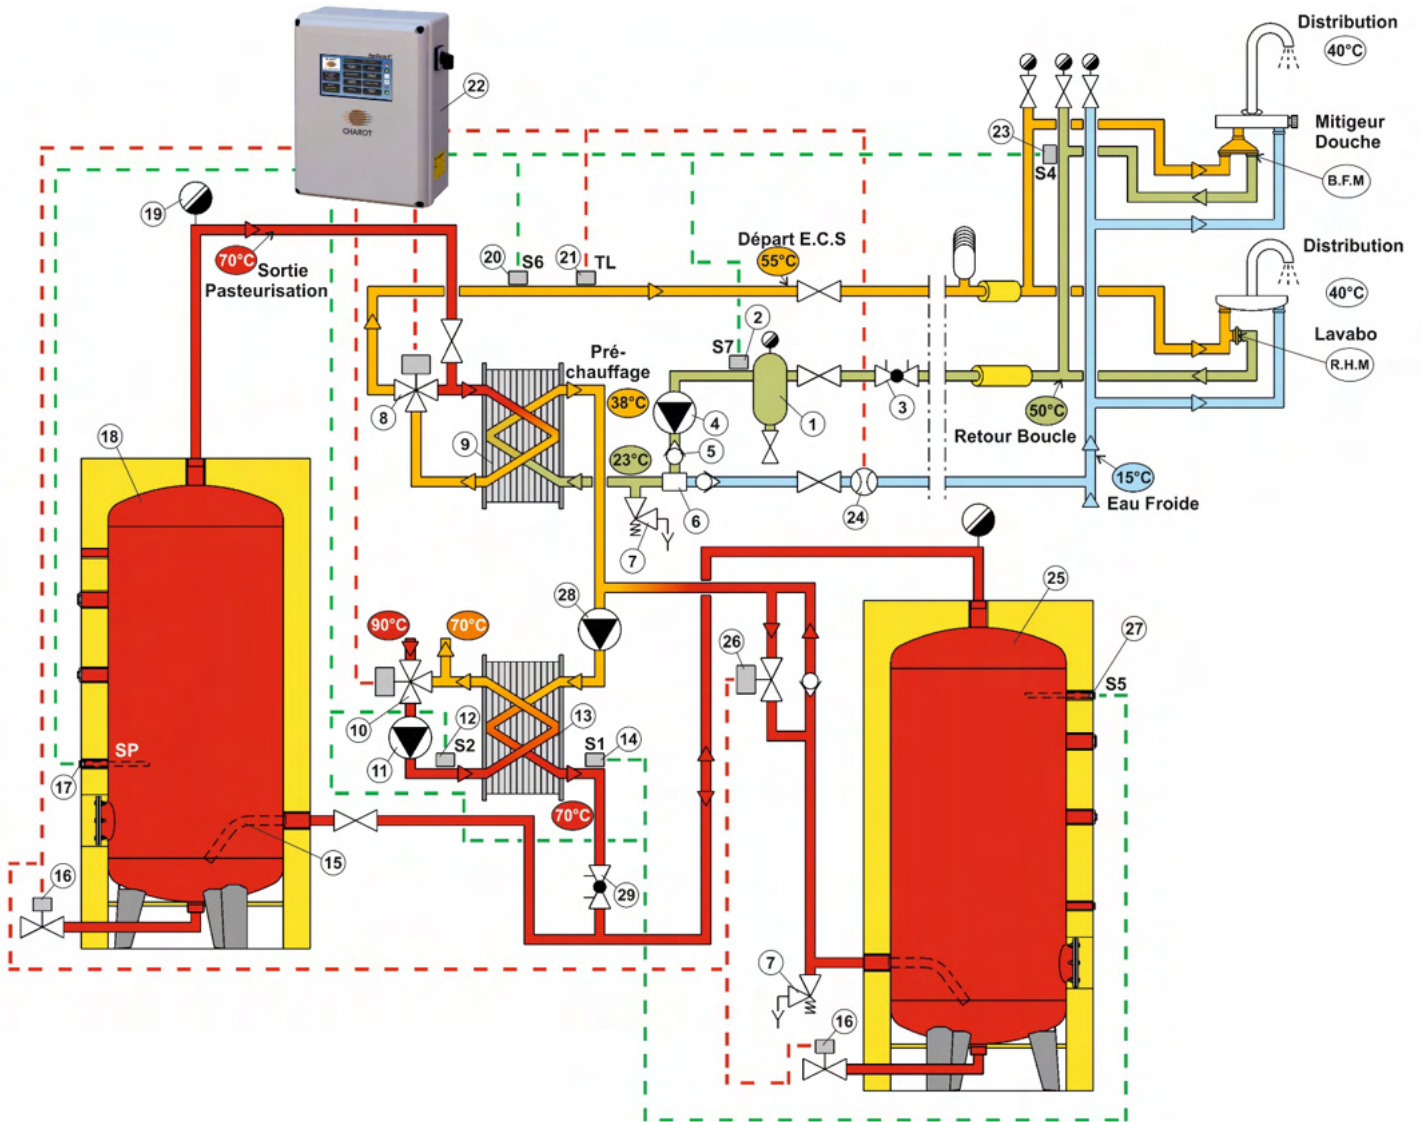 Distribution
40°C
22
CHAROT
23
S4
Mitigeur
Douche
B.F.M
19
70°C
Sortie
Pasteurisation
20
S6
21
TL
Départ E.C.S
55°C
Distribution
40°C
Lavabo
R.H.M
2
S7
Pré-
chauffage
38°C
8
9
4
1
3
50°C
Retour Boucle
5
23°C
6
7
24
15°C
Eau Froide
18
28
25
90°C
70°C
26
27
S5
10
12
13
14
S2
S1
11
SP
17
70°C
15
16
29
7
16